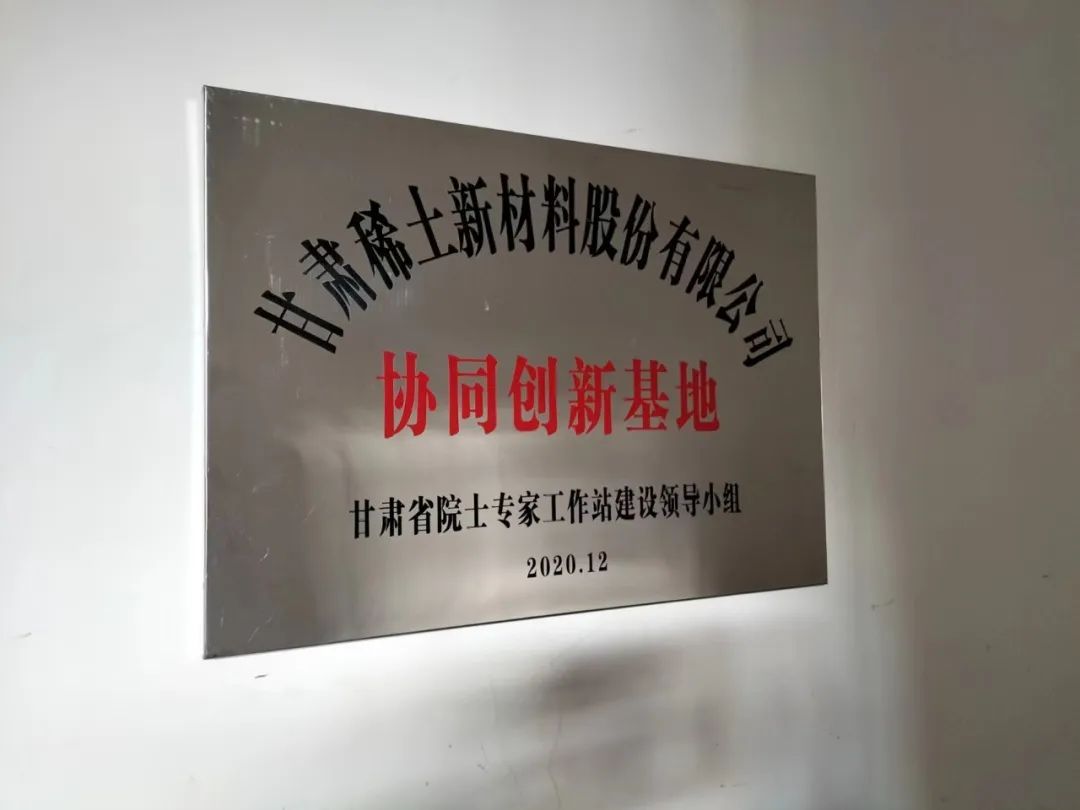 甘肃稀土新材料股份有限公司
协同创新基地
甘肃省院士专家工作站建设领导小组
2020.12